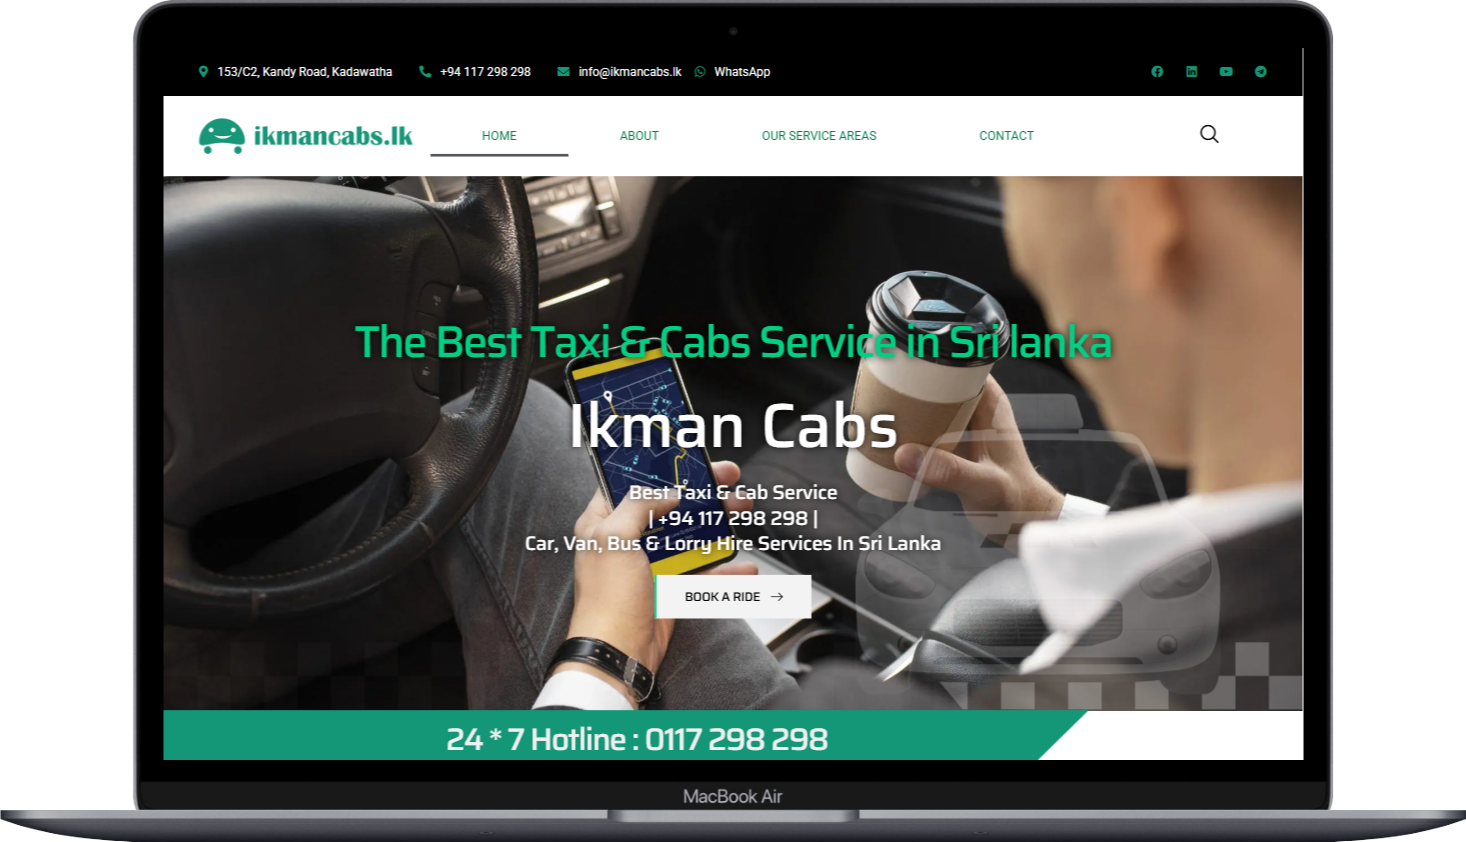 153/C2, Kandy Road, Kadawatha +94 117 298 298 info@ikmancabs.lk WhatsApp
ikmancabs.lk HOME ABOUT OUR SERVICE AREAS CONTACT
The Best Taxi & Cabs Service in Sri lanka
Ikman Cabs
Best Taxi & Cab Service
| +94 117 298 298 |
Car, Van, Bus & Lorry Hire Services In Sri Lanka
BOOK A RIDE
24 * 7 Hotline : 0117 298 298
MacBook Air